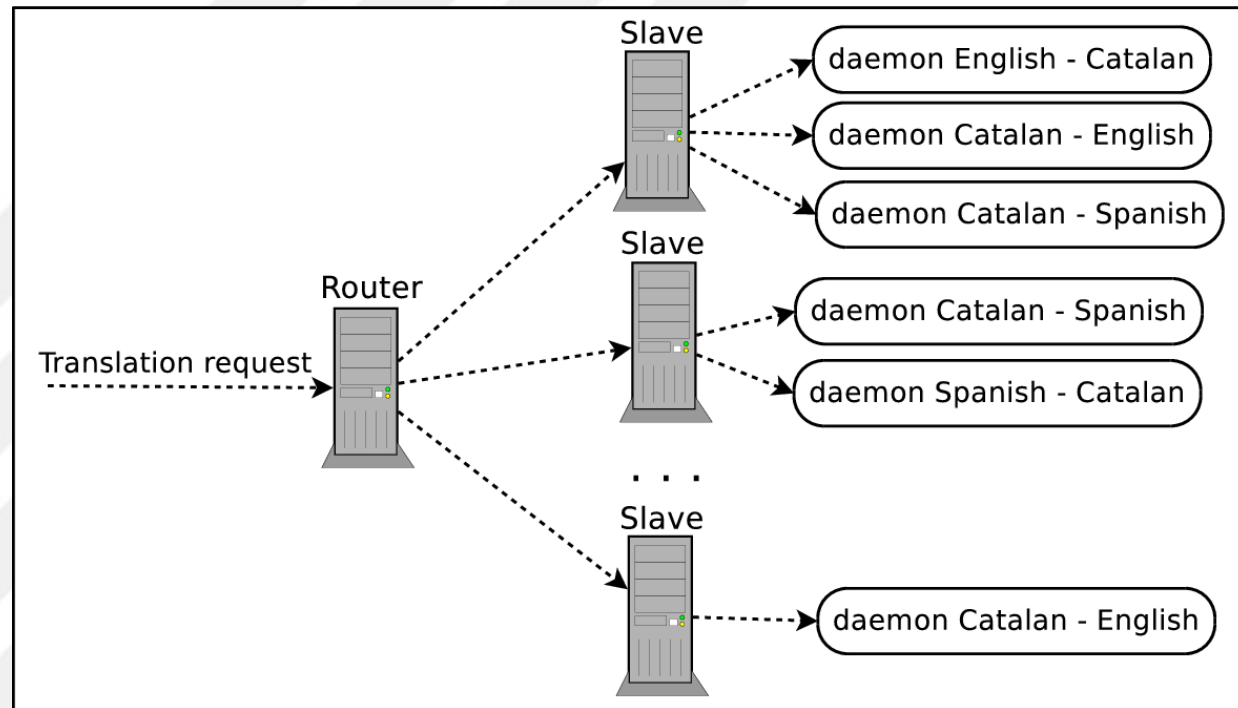 Slave
daemon English - Catalan
daemon Catalan - English
daemon Catalan - Spanish
Slave
Router
daemon Catalan - Spanish
Translation request
daemon Spanish - Catalan
. . .
Slave
daemon Catalan - English